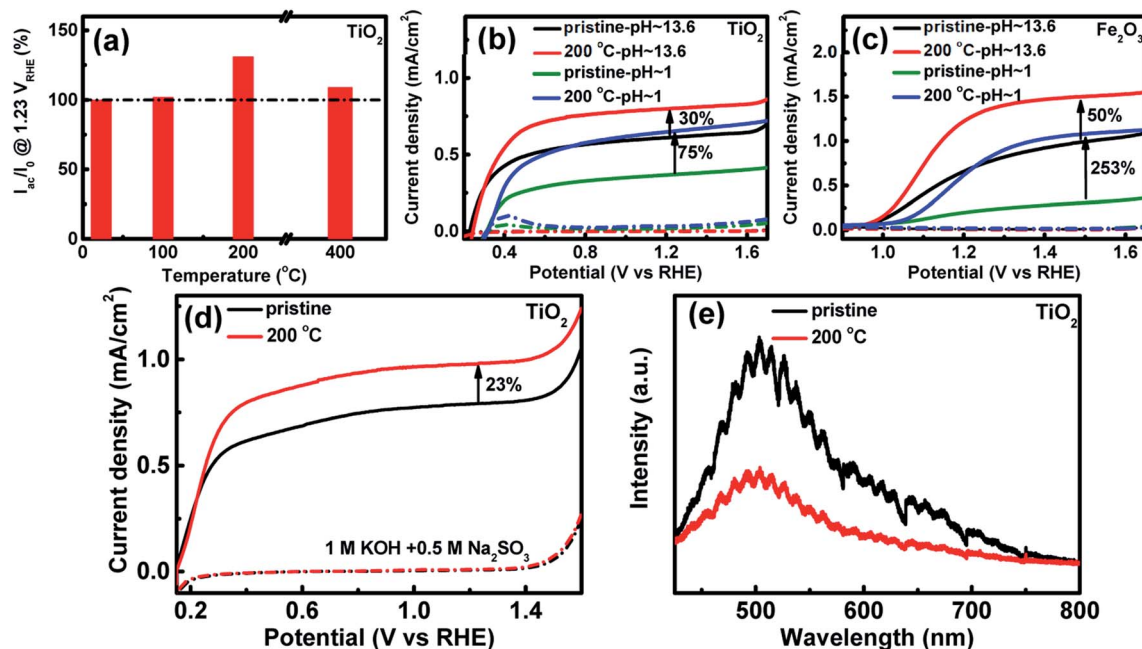 (a)
TiO2
Iac/I0 @ 1.23 VRHE (%)
150
100
50
0
0
100
200
400
Temperature (°C)
(b)
TiO2
pristine-pH~13.6
200 °C-pH~13.6
pristine-pH~1
200 °C-pH~1
30%
75%
Current density (mA/cm²)
1.0
0.5
0.0
0.4
0.8
1.2
1.6
Potential (V vs RHE)
(c)
Fe2O3
pristine-pH~13.6
200 °C-pH~13.6
pristine-pH~1
200 °C-pH~1
50%
253%
Current density (mA/cm²)
2.0
1.5
1.0
0.5
0.0
1.0
1.2
1.4
1.6
Potential (V vs RHE)
(d)
TiO2
pristine
200 °C
23%
1 M KOH +0.5 M Na2SO3
Current density (mA/cm²)
1.0
0.5
0.0
0.2
0.6
1.0
1.4
Potential (V vs RHE)
(e)
TiO2
pristine
200 °C
Intensity (a.u.)
500
600
700
800
Wavelength (nm)